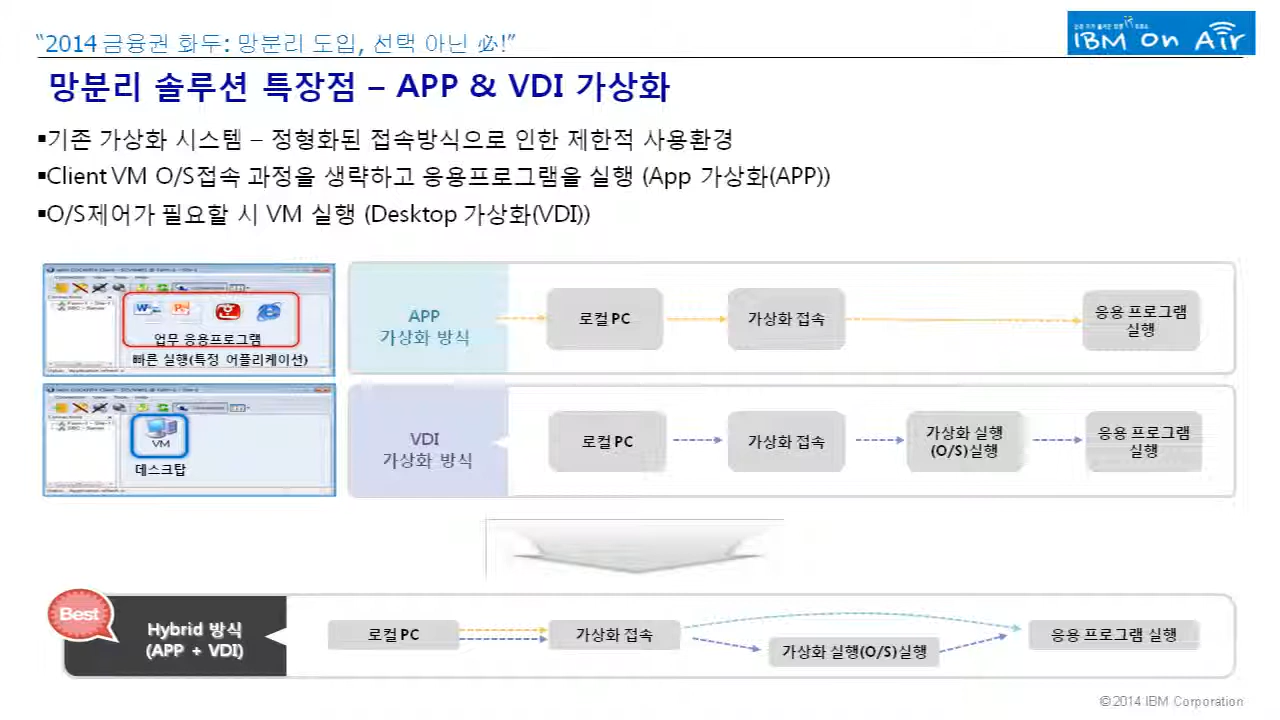 “2014 금융권 화두: 망분리 도입, 선택 아닌 必!”
IBM On Air
망분리 솔루션 특장점 – APP & VDI 가상화
▪기존 가상화 시스템 – 정형화된 접속방식으로 인한 제한적 사용환경
▪Client VM O/S접속 과정을 생략하고 응용프로그램을 실행 (App 가상화(APP))
▪O/S제어가 필요할 시 VM 실행 (Desktop 가상화(VDI))
업무 응용프로그램
빠른 실행(특정 어플리케이션)
APP
가상화 방식
로컬 PC
가상화 접속
응용 프로그램
실행
VM
데스크탑
VDI
가상화 방식
로컬 PC
가상화 접속
가상화 실행
(O/S)실행
응용 프로그램
실행
Best
Hybrid 방식
(APP + VDI)
로컬 PC
가상화 접속
가상화 실행(O/S)실행
응용 프로그램 실행
© 2014 IBM Corporation